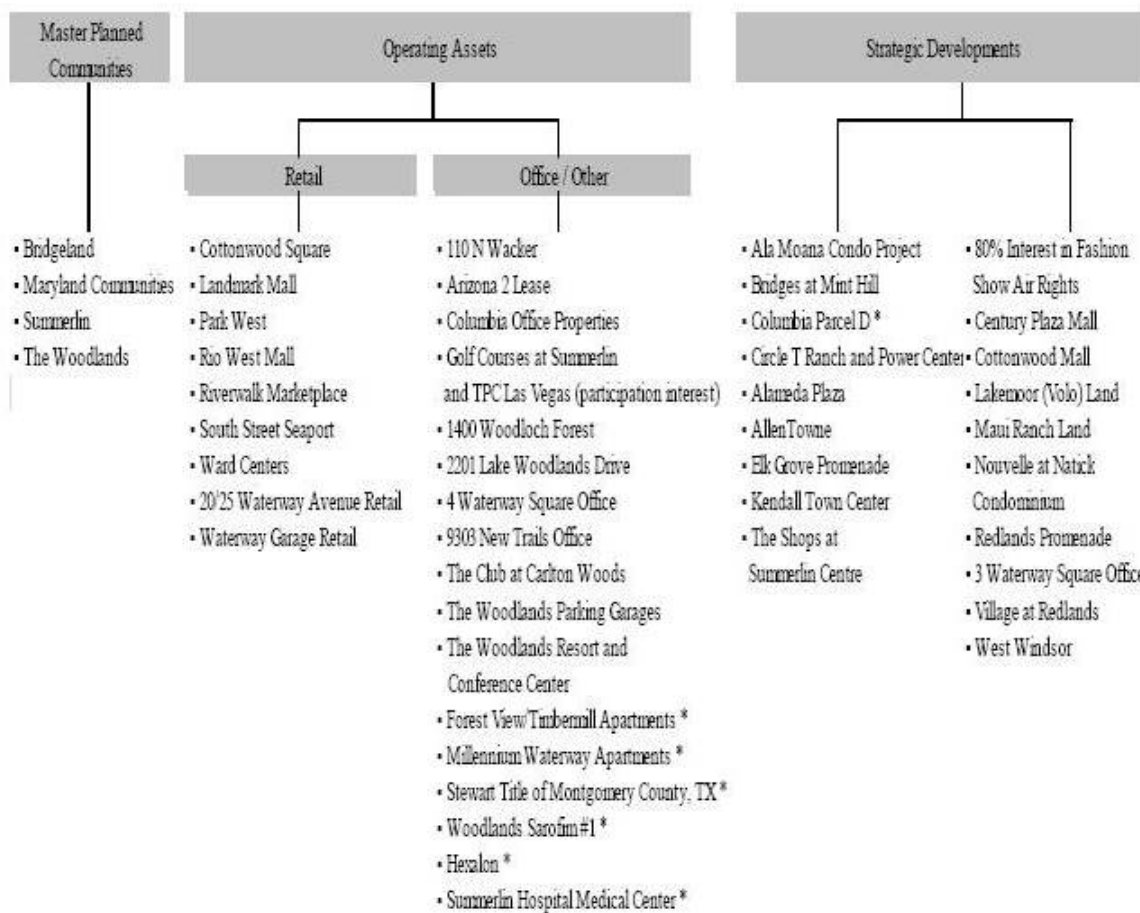 Master Planned
Communities
Operating Assets
Strategic Developments
Retail
Office / Other
▪ Bridgeland
▪ Maryland Communities
▪ Summerlin
▪ The Woodlands
▪ Cottonwood Square
▪ Landmark Mall
▪ Park West
▪ Rio West Mall
▪ Riverwalk Marketplace
▪ South Street Seaport
▪ Ward Centers
▪ 20/25 Waterway Avenue Retail
▪ Waterway Garage Retail
▪ 110 N Wacker
▪ Arizona 2 Lease
▪ Columbia Office Properties
▪ Golf Courses at Summerlin
and TPC Las Vegas (participation interest)
▪ 1400 Woodloch Forest
▪ 2201 Lake Woodlands Drive
▪ 4 Waterway Square Office
▪ 9303 New Trails Office
▪ The Club at Carlton Woods
▪ The Woodlands Parking Garages
▪ The Woodlands Resort and
Conference Center
▪ Forest View/Timbermill Apartments *
▪ Millennium Waterway Apartments *
▪ Stewart Title of Montgomery County, TX *
▪ Woodlands Sarofim #1 *
▪ Hexalon *
▪ Summerlin Hospital Medical Center *
▪ Ala Moana Condo Project
▪ Bridges at Mint Hill
▪ Columbia Parcel D *
▪ Circle T Ranch and Power Center
▪ Alameda Plaza
▪ AllenTowne
▪ Elk Grove Promenade
▪ Kendall Town Center
▪ The Shops at
Summerlin Centre
▪ 80% Interest in Fashion
Show Air Rights
▪ Century Plaza Mall
▪ Cottonwood Mall
▪ Lakemoor (Volo) Land
▪ Maui Ranch Land
▪ Nouvelle at Natick
Condominium
▪ Redlands Promenade
▪ 3 Waterway Square Office
▪ Village at Redlands
▪ West Windsor